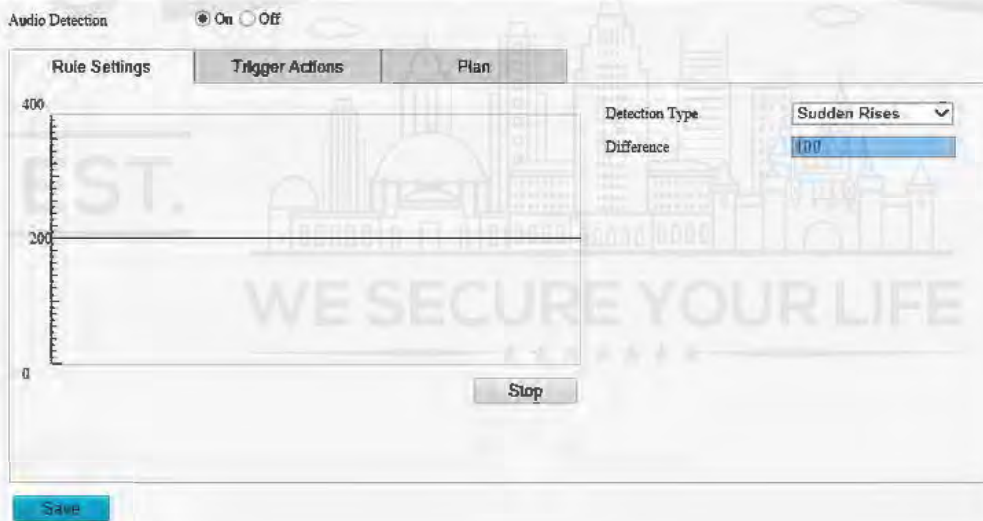 Audio Detection On Off
Rule Settings Trigger Actions Plan
400
Detection Type Sudden Rises
Difference 100
EST.
200
WE SECURE YOUR LIFE
0
Stop
Save